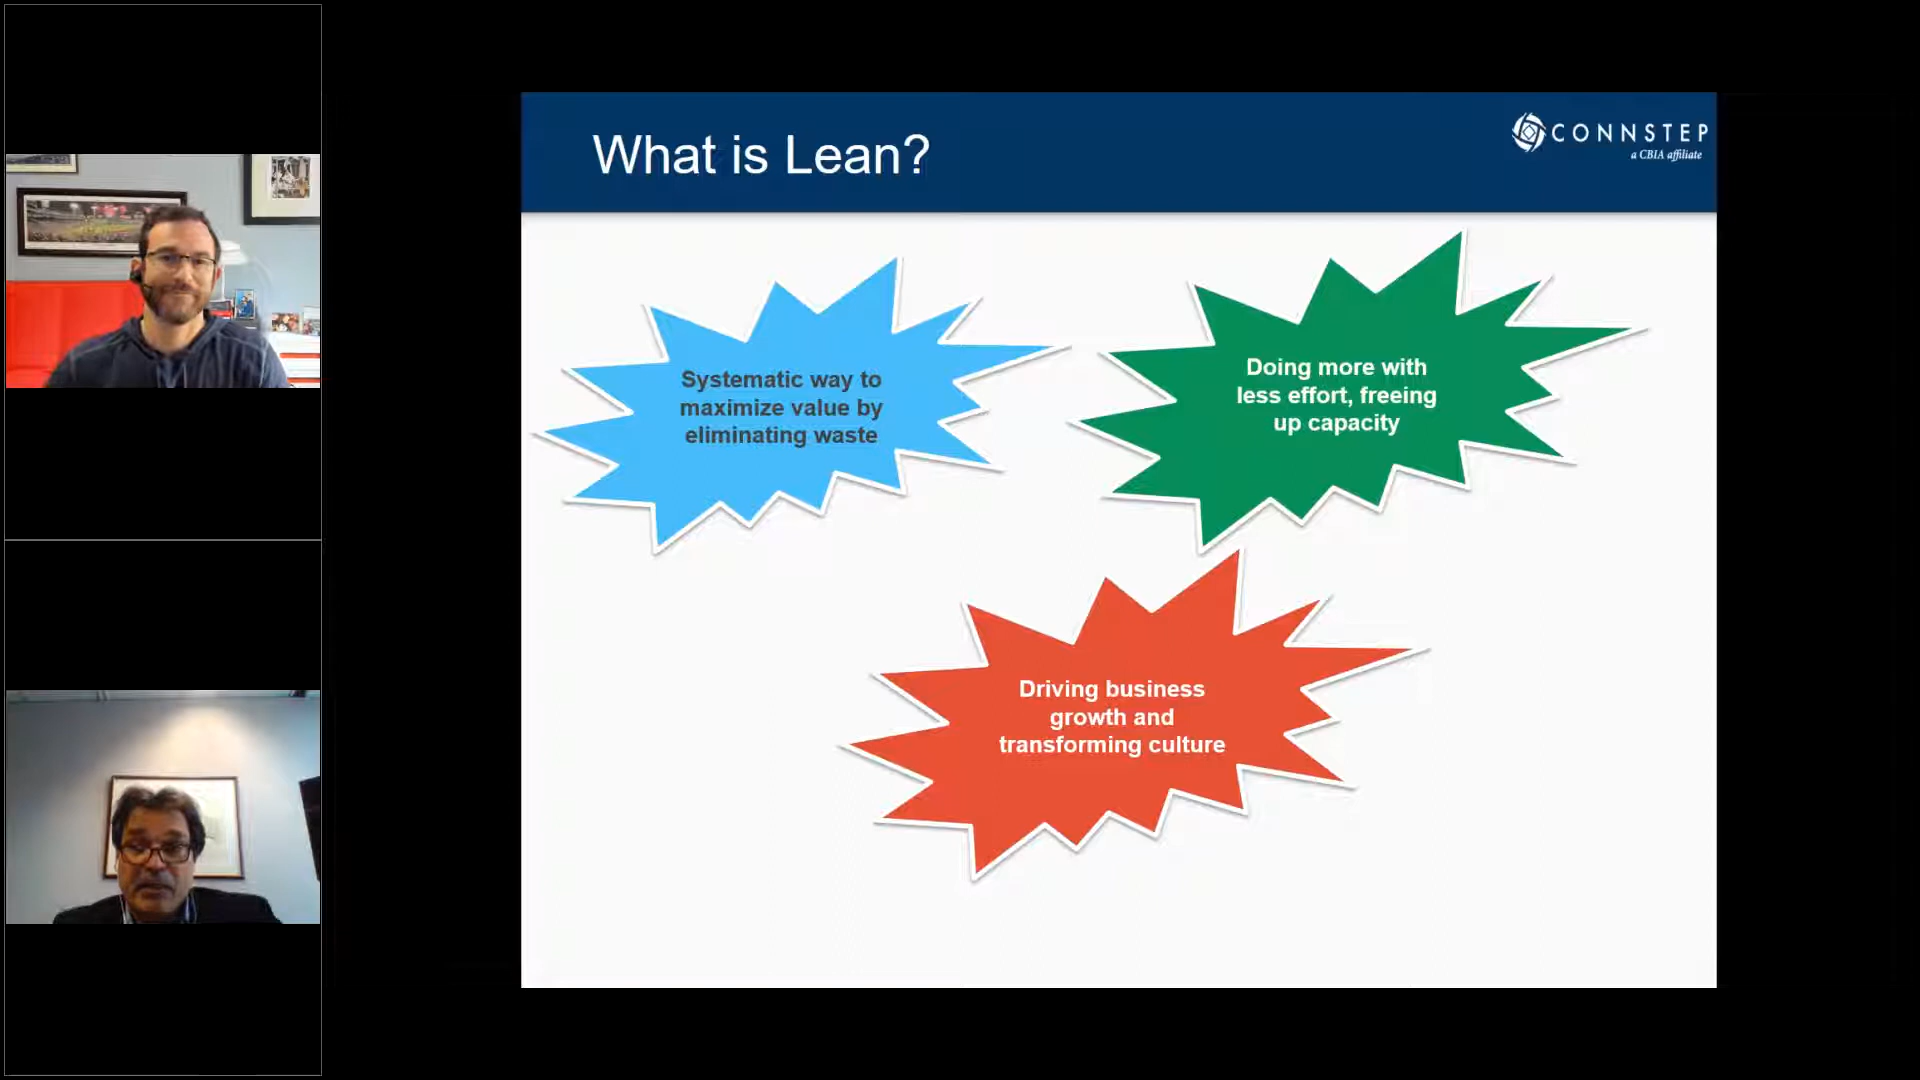 What is Lean?
CONNSTEP
a CBIA affiliate
Systematic way to
maximize value by
eliminating waste
Doing more with
less effort, freeing
up capacity
Driving business
growth and
transforming culture